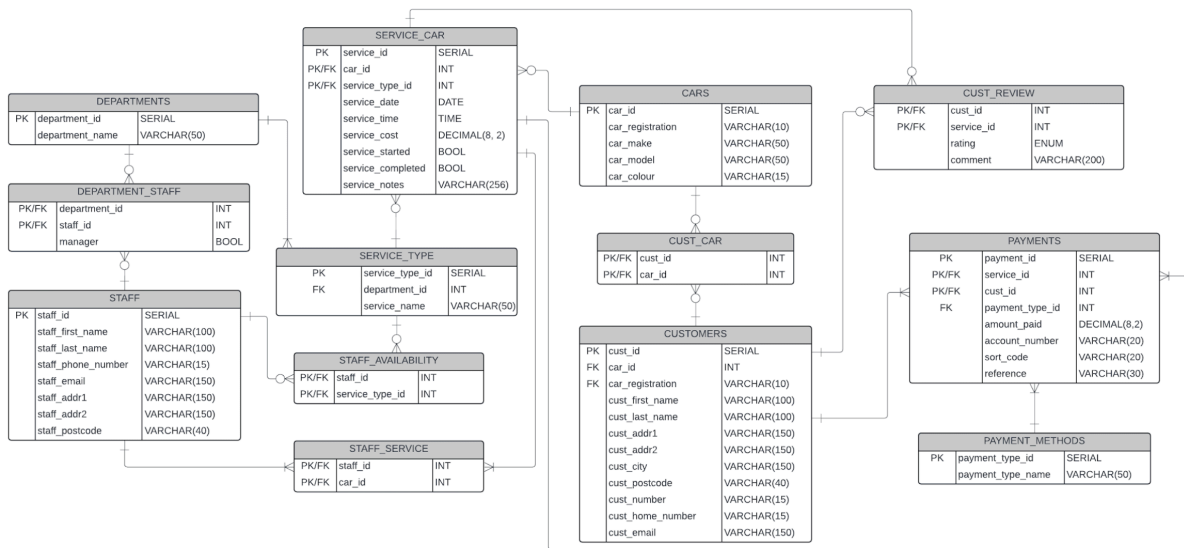 SERVICE_CAR
PK service_id SERIAL
PK/FK car_id INT
PK/FK service_type_id INT
service_date DATE
service_time TIME
service_cost DECIMAL(8, 2)
service_started BOOL
service_completed BOOL
service_notes VARCHAR(256)
DEPARTMENTS
PK department_id SERIAL
department_name VARCHAR(50)
CARS
PK car_id SERIAL
car_registration VARCHAR(10)
car_make VARCHAR(50)
car_model VARCHAR(50)
car_colour VARCHAR(15)
CUST_REVIEW
PK/FK cust_id INT
PK/FK service_id INT
rating ENUM
comment VARCHAR(200)
DEPARTMENT_STAFF
PK/FK department_id INT
PK/FK staff_id INT
manager BOOL
SERVICE_TYPE
PK service_type_id SERIAL
FK department_id INT
service_name VARCHAR(50)
CUST_CAR
PK/FK cust_id INT
PK/FK car_id INT
PAYMENTS
PK payment_id SERIAL
PK/FK service_id INT
PK/FK cust_id INT
FK payment_type_id INT
amount_paid DECIMAL(8,2)
account_number VARCHAR(20)
sort_code VARCHAR(20)
reference VARCHAR(30)
STAFF
PK staff_id SERIAL
staff_first_name VARCHAR(100)
staff_last_name VARCHAR(100)
staff_phone_number VARCHAR(15)
staff_email VARCHAR(150)
staff_addr1 VARCHAR(150)
staff_addr2 VARCHAR(150)
staff_postcode VARCHAR(40)
STAFF_AVAILABILITY
PK/FK staff_id INT
PK/FK service_type_id INT
CUSTOMERS
PK cust_id SERIAL
FK car_id INT
FK car_registration VARCHAR(10)
cust_first_name VARCHAR(100)
cust_last_name VARCHAR(100)
cust_addr1 VARCHAR(150)
cust_addr2 VARCHAR(150)
cust_city VARCHAR(150)
cust_postcode VARCHAR(40)
cust_number VARCHAR(15)
cust_home_number VARCHAR(15)
cust_email VARCHAR(150)
STAFF_SERVICE
PK/FK staff_id INT
PK/FK car_id INT
PAYMENT_METHODS
PK payment_type_id SERIAL
payment_type_name VARCHAR(50)